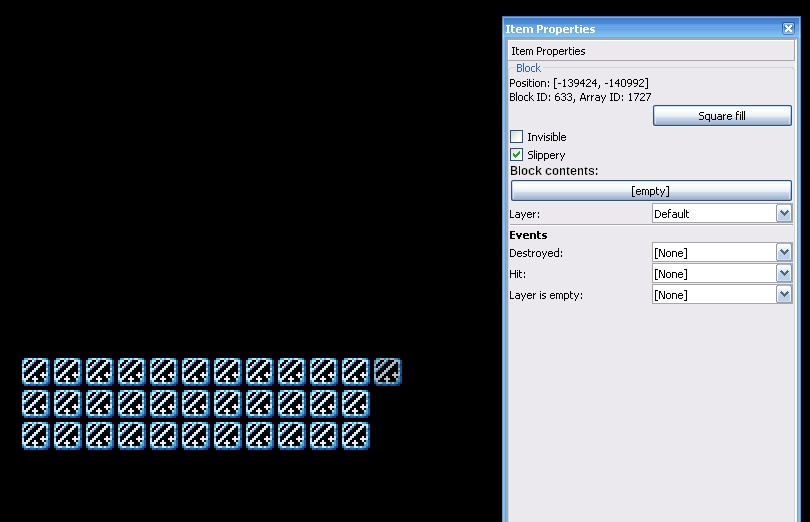 Item Properties
Item Properties
Block
Position: [-139424, -140992]
Block ID: 633, Array ID: 1727
Square fill
Invisible
Slippery
Block contents:
[empty]
Layer: Default
Events
Destroyed: [None]
Hit: [None]
Layer is empty: [None]